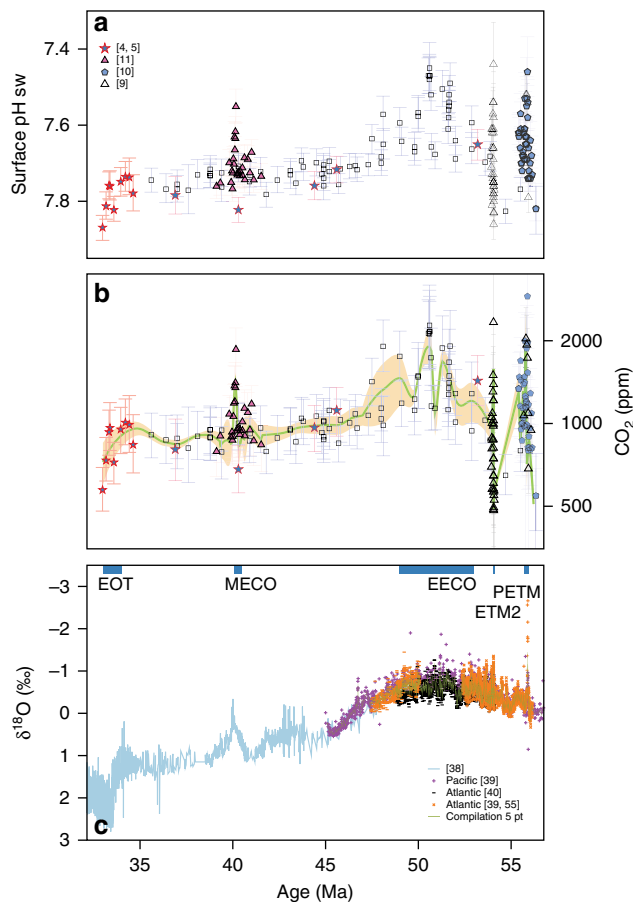 a
7.4
7.6
7.8
Surface pH sw
[4, 5]
[11]
[10]
[9]
b
2000
1000
500
CO₂ (ppm)
EOT
MECO
EECO
ETM2
PETM
–3
–2
–1
0
1
2
3
δ¹⁸O (‰)
[38]
Pacific [39]
Atlantic [40]
Atlantic [39, 55]
Compilation 5 pt
c
35
40
45
50
55
Age (Ma)